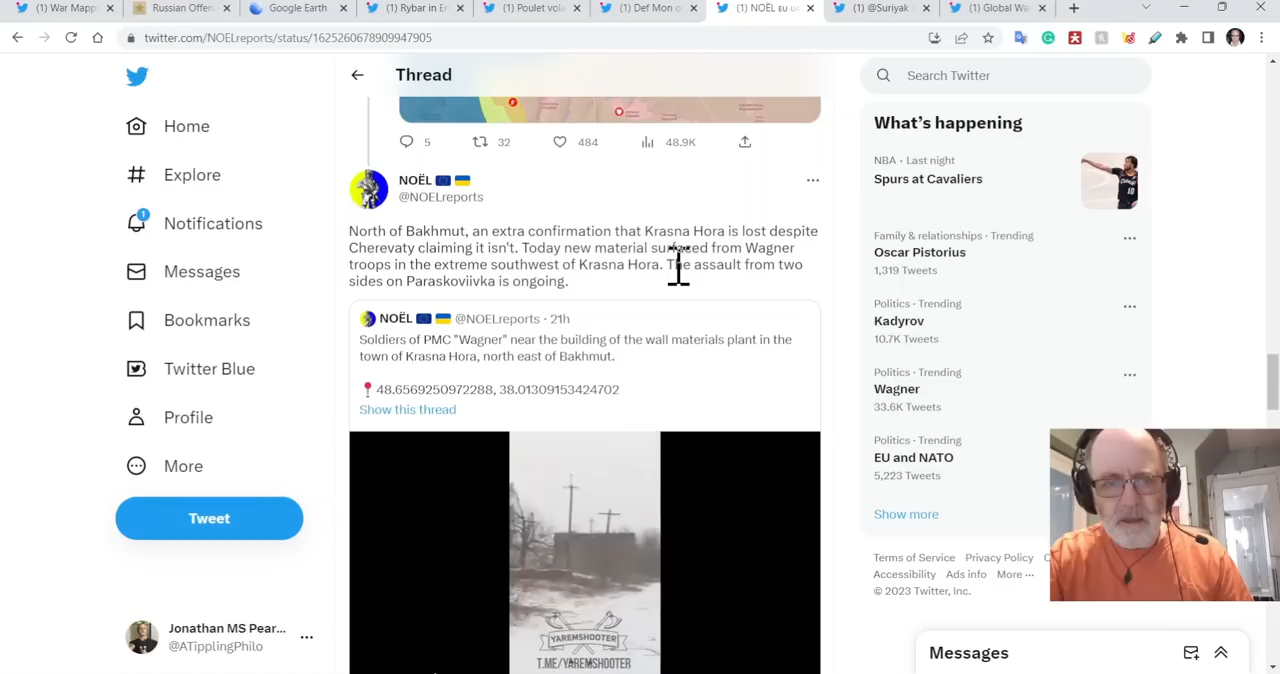 (1) War Mapp
Russian Offen
Google Earth
(1) Rybar in E
(1) Poulet vola
(1) Def Mon
(1) NOËL
(1) @Suriyak
(1) Global Wa
twitter.com/NOELreports/status/1625260678909947905
Home
Explore
Notifications
1
Messages
Bookmarks
Twitter Blue
Profile
More
Tweet
Jonathan MS Pear...
@ATipplingPhilo
Thread
5
32
484
48.9K
NOËL
@NOELreports
North of Bakhmut, an extra confirmation that Krasna Hora is lost despite
Cherevaty claiming it isn't. Today new material surfaced from Wagner
troops in the extreme southwest of Krasna Hora. The assault from two
sides on Paraskoviivka is ongoing.
NOËL @NOELreports · 21h
Soldiers of PMC "Wagner" near the building of the wall materials plant in the
town of Krasna Hora, north east of Bakhmut.
48.6569250972288, 38.01309153424702
Show this thread
YAREMSHOOTER
T.ME/YAREMSHOOTER
Search Twitter
What's happening
NBA · Last night
Spurs at Cavaliers
Family & relationships · Trending
Oscar Pistorius
1,319 Tweets
Politics · Trending
Kadyrov
10.7K Tweets
Politics · Trending
Wagner
33.6K Tweets
Politics · Trending
EU and NATO
5,223 Tweets
Show more
Terms of Service Privacy Policy
Accessibility Ads info More ...
© 2023 Twitter, Inc.
Messages